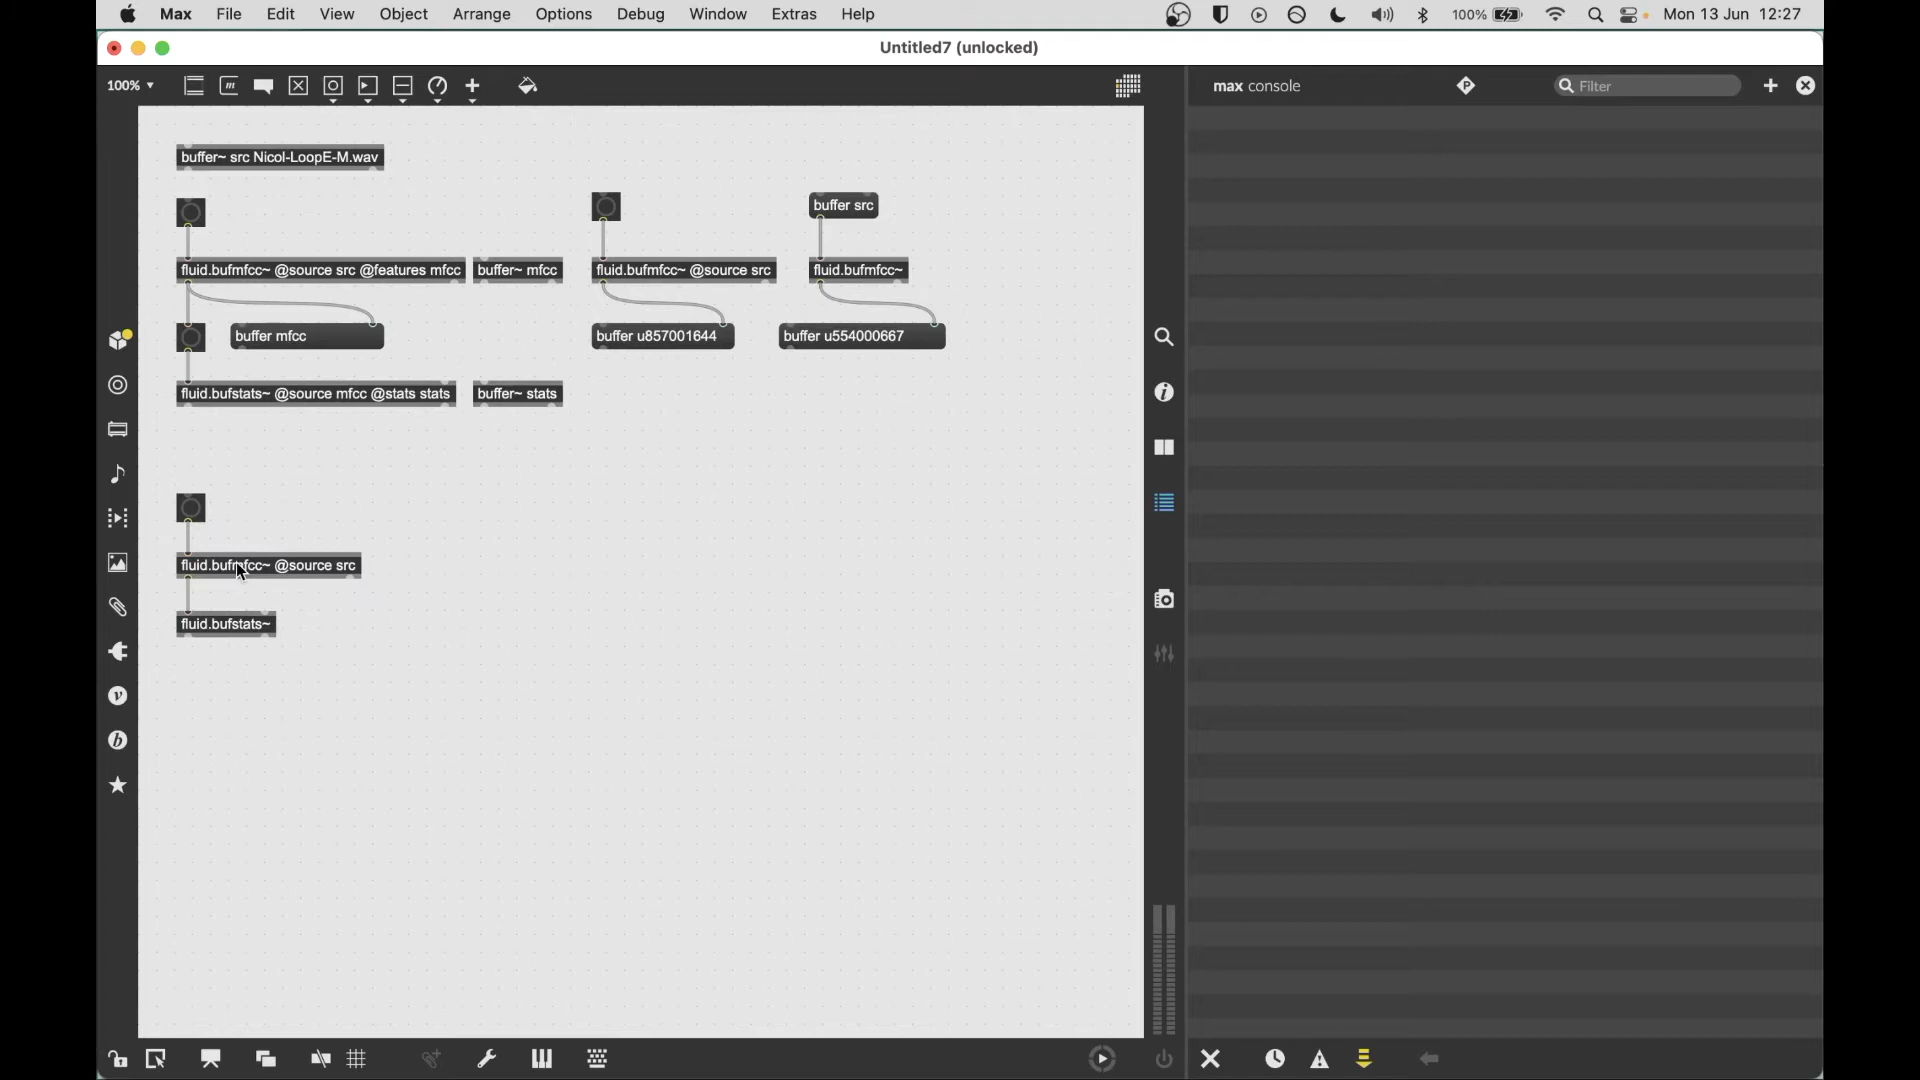 Max File Edit View Object Arrange Options Debug Window Extras Help 100% Mon 13 Jun 12:27
Untitled7 (unlocked)
100%
max console
Filter
buffer~ src Nicol-LoopE-M.wav
buffer src
fluid.bufmfcc~ @source src @features mfcc
buffer~ mfcc
fluid.bufmfcc~ @source src
fluid.bufmfcc~
buffer mfcc
buffer u857001644
buffer u554000667
fluid.bufstats~ @source mfcc @stats stats
buffer~ stats
fluid.bufmfcc~ @source src
fluid.bufstats~